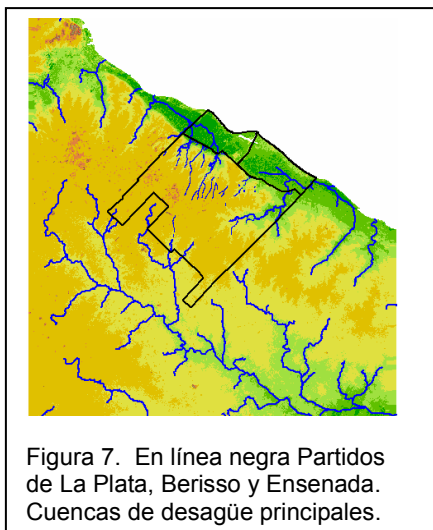 Figura 7. En línea negra Partidos
de La Plata, Berisso y Ensenada.
Cuencas de desagüe principales.